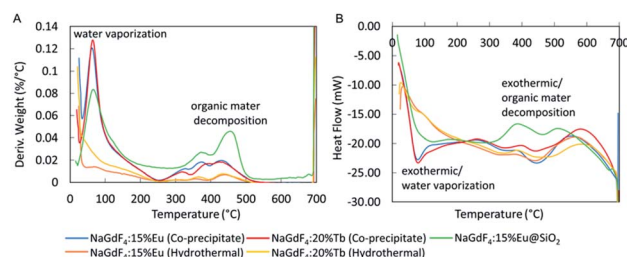 A
B
0.14
0.12
0.1
0.08
0.06
0.04
0.02
0
Deriv. Weight (%/°C)
water vaporization
organic mater
decomposition
0 100 200 300 400 500 600 700
Temperature (°C)
0.00
-5.00
-10.00
-15.00
-20.00
-25.00
-30.00
Heat Flow (mW)
0 100 200 300 400 500 600 700
exothermic/
organic mater
decomposition
exothermic/
water vaporization
Temperature (°C)
NaGdF₄:15%Eu (Co-precipitate) NaGdF₄:20%Tb (Co-precipitate) NaGdF₄:15%Eu@SiO₂
NaGdF₄:15%Eu (Hydrothermal) NaGdF₄:20%Tb (Hydrothermal)